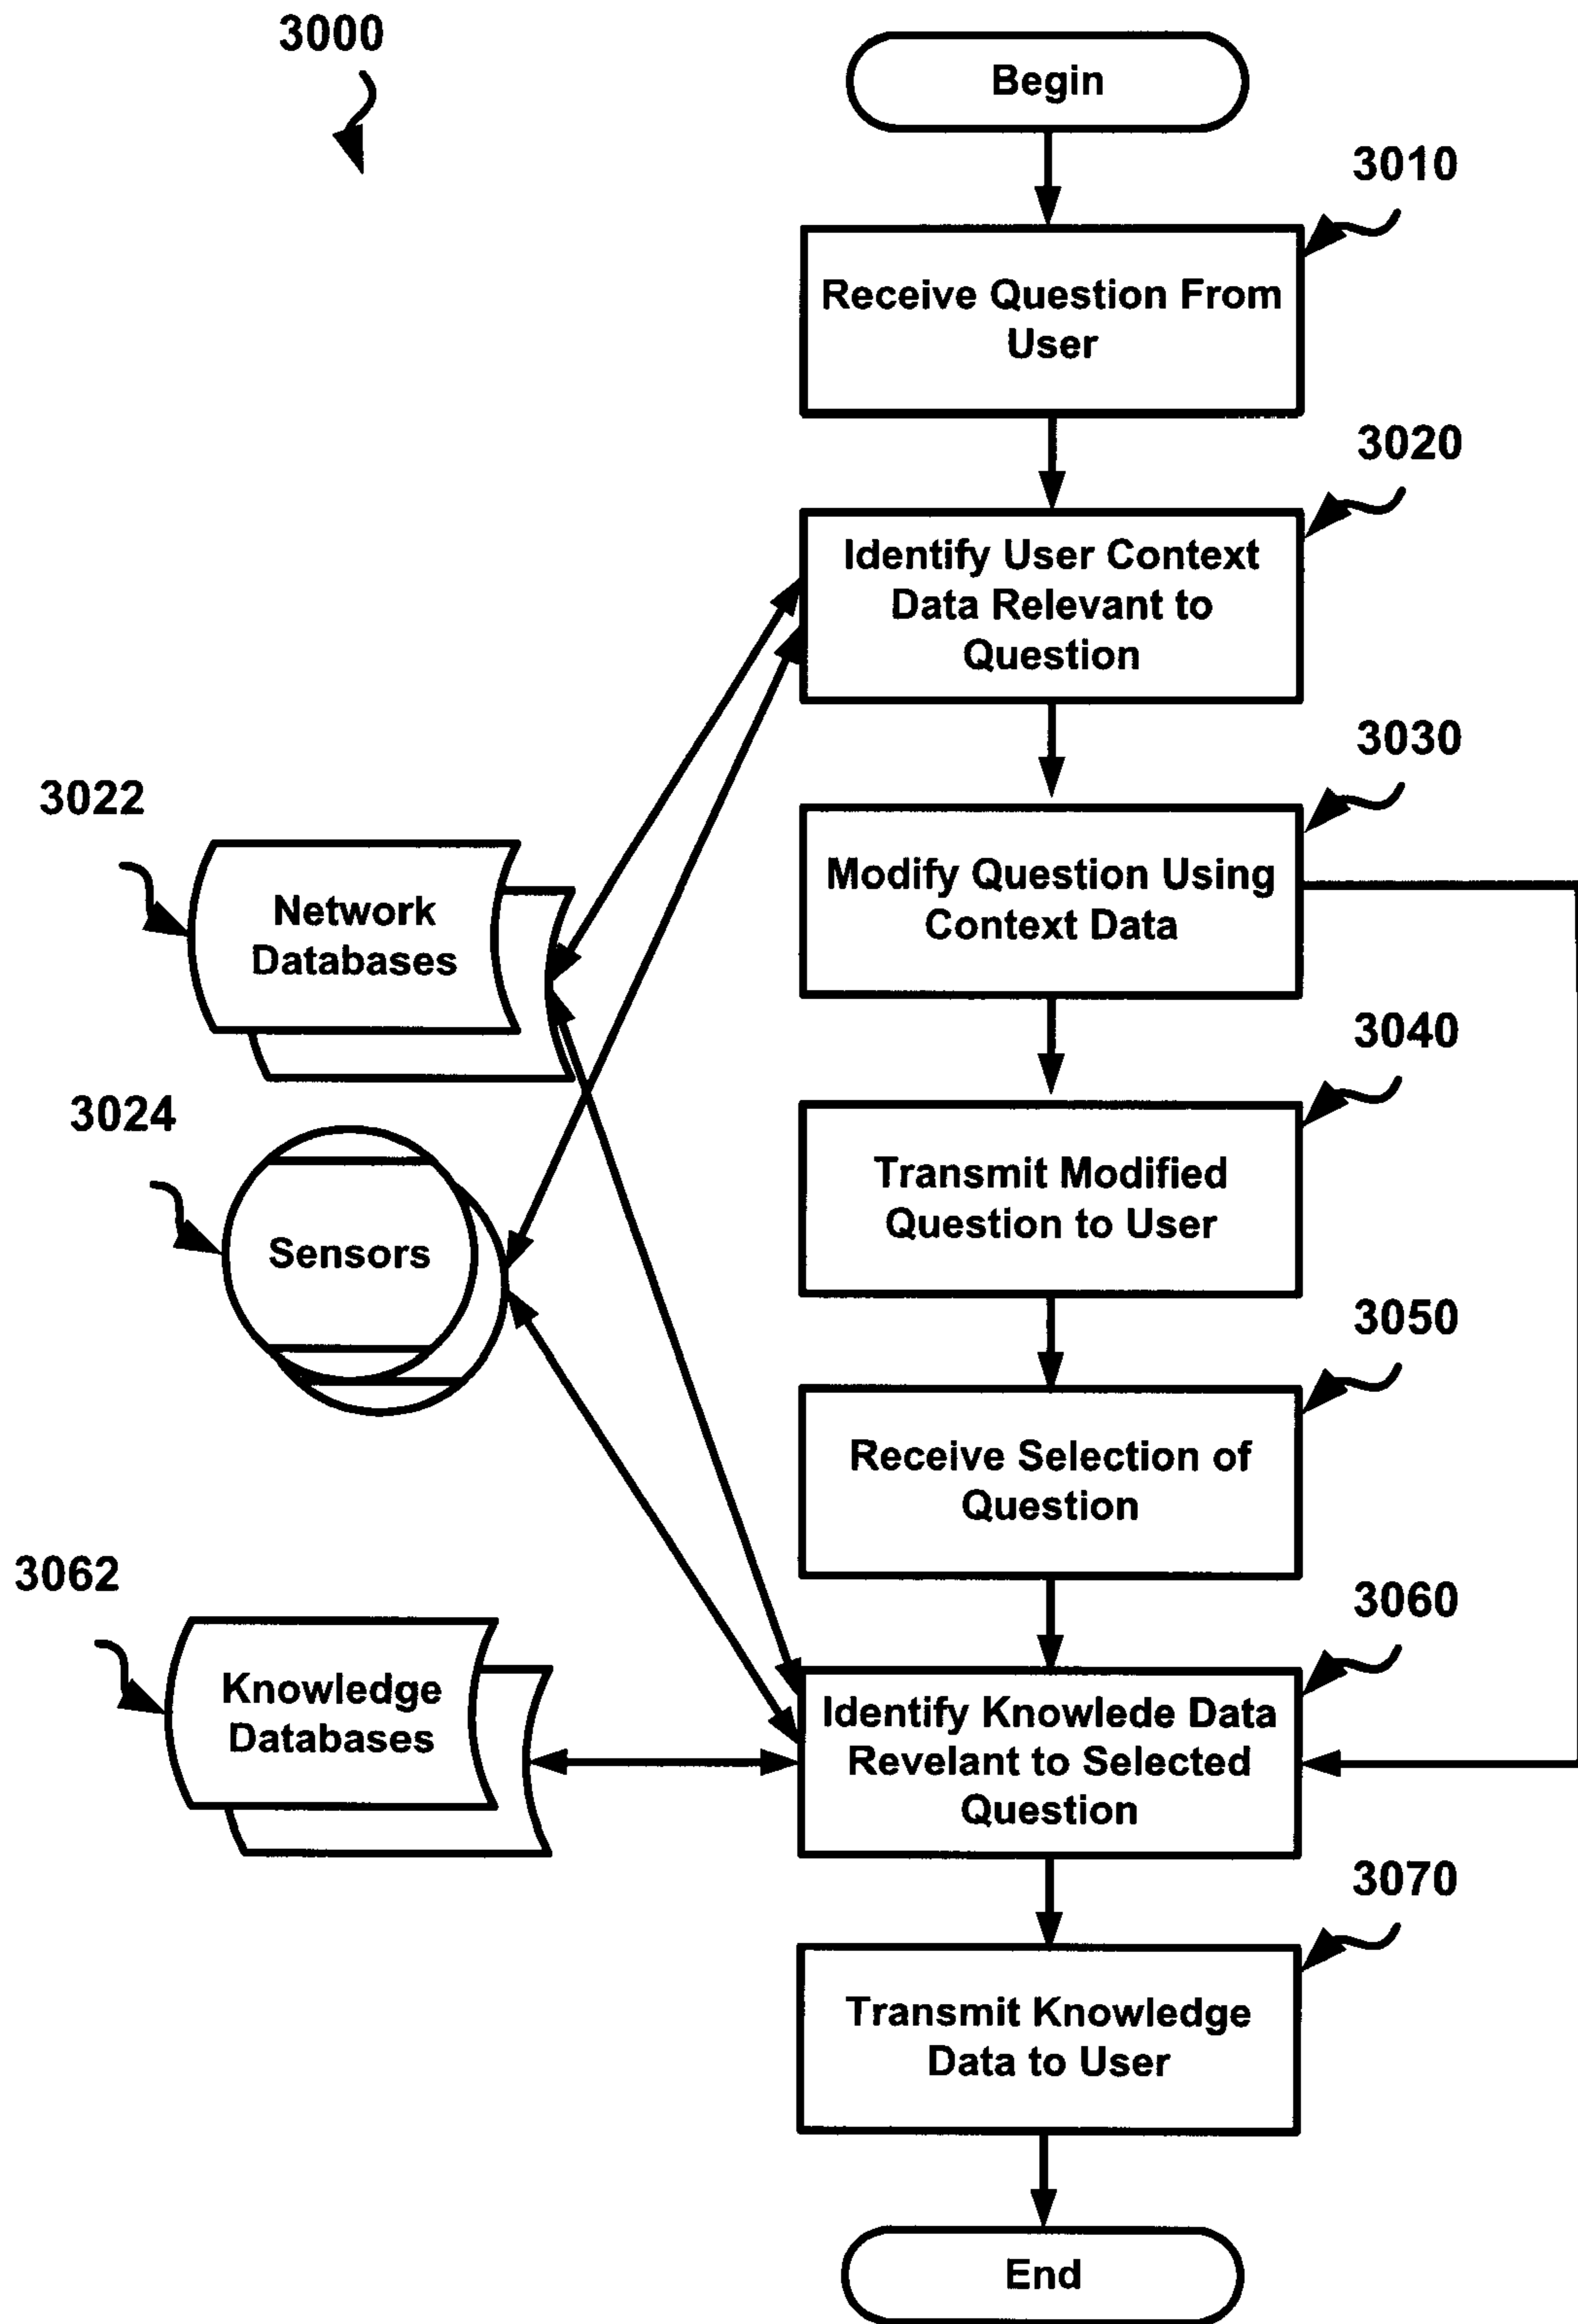 3000
Begin
3010
Receive Question From
User
3020
Identify User Context
Data Relevant to
Question
3030
Modify Question Using
Context Data
3022
Network
Databases
3040
Transmit Modified
Question to User
3024
Sensors
3050
Receive Selection of
Question
3062
Knowledge
Databases
3060
Identify Knowlede Data
Revelant to Selected
Question
3070
Transmit Knowledge
Data to User
End